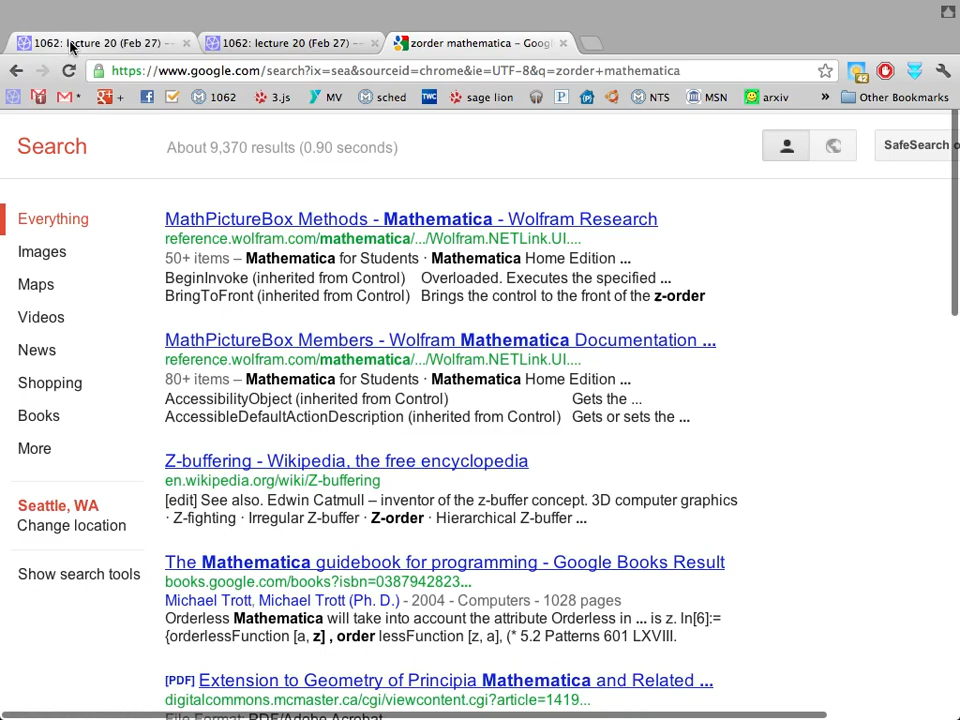 1062: lecture 20 (Feb 27) –
1062: lecture 20 (Feb 27) –
zorder mathematica – Googl
https://www.google.com/search?ix=sea&sourceid=chrome&ie=UTF-8&q=zorder+mathematica
42
+
1062
3.js
MV
sched
TWC
sage lion
P
NTS
MSN
arxiv
»
Other Bookmarks
Search
About 9,370 results (0.90 seconds)
SafeSearch o
Everything
Images
Maps
Videos
News
Shopping
Books
More
Seattle, WA
Change location
Show search tools
MathPictureBox Methods - Mathematica - Wolfram Research
reference.wolfram.com/mathematica/.../Wolfram.NETLink.UI....
50+ items – Mathematica for Students · Mathematica Home Edition ...
BeginInvoke (inherited from Control) Overloaded. Executes the specified ...
BringToFront (inherited from Control) Brings the control to the front of the z-order
MathPictureBox Members - Wolfram Mathematica Documentation ...
reference.wolfram.com/mathematica/.../Wolfram.NETLink.UI....
80+ items – Mathematica for Students · Mathematica Home Edition ...
AccessibilityObject (inherited from Control) Gets the ...
AccessibleDefaultActionDescription (inherited from Control) Gets or sets the ...
Z-buffering - Wikipedia, the free encyclopedia
en.wikipedia.org/wiki/Z-buffering
[edit] See also. Edwin Catmull – inventor of the z-buffer concept. 3D computer graphics
· Z-fighting · Irregular Z-buffer · Z-order · Hierarchical Z-buffer ...
The Mathematica guidebook for programming - Google Books Result
books.google.com/books?isbn=0387942823...
Michael Trott, Michael Trott (Ph. D.) - 2004 - Computers - 1028 pages
Orderless Mathematica will take into account the attribute Orderless in ... is z. ln[6]:=
{orderlessFunction [a, z] , order lessFunction [z, a], (* 5.2 Patterns 601 LXVIII.
[PDF] Extension to Geometry of Principia Mathematica and Related ...
digitalcommons.mcmaster.ca/cgi/viewcontent.cgi?article=1419...
File Format: PDF/Adobe Acrobat